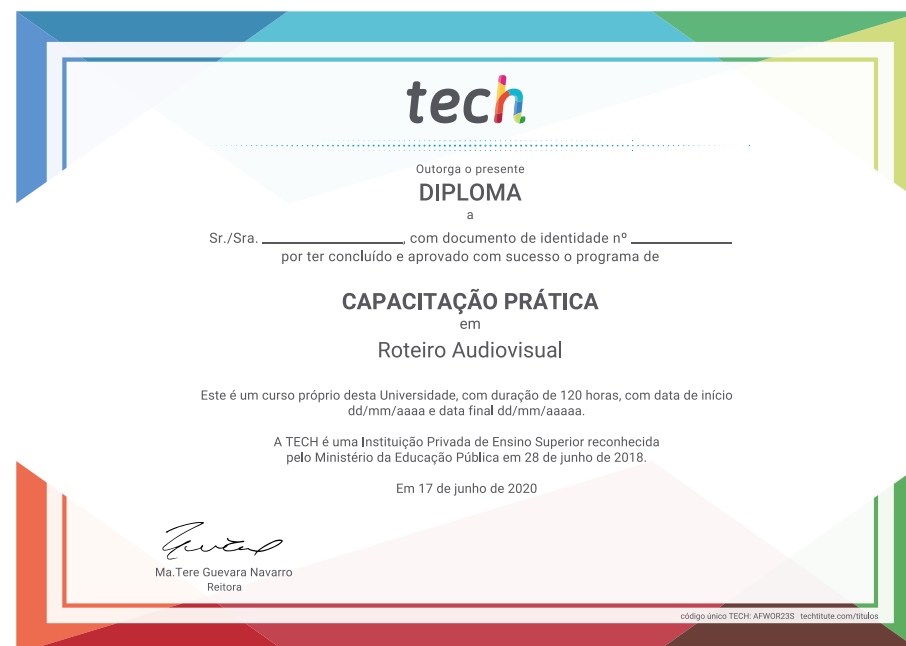 tech
Outorga o presente
DIPLOMA
a
Sr./Sra. ____________________, com documento de identidade nº ______________
por ter concluído e aprovado com sucesso o programa de
CAPACITAÇÃO PRÁTICA
em
Roteiro Audiovisual
Este é um curso próprio desta Universidade, com duração de 120 horas, com data de início
dd/mm/aaaa e data final dd/mm/aaaaa.
A TECH é uma Instituição Privada de Ensino Superior reconhecida
pelo Ministério da Educação Pública em 28 de junho de 2018.
Em 17 de junho de 2020
Ma.Tere Guevara Navarro
Reitora
código único TECH: AFWOR23S techtitute.com/títulos